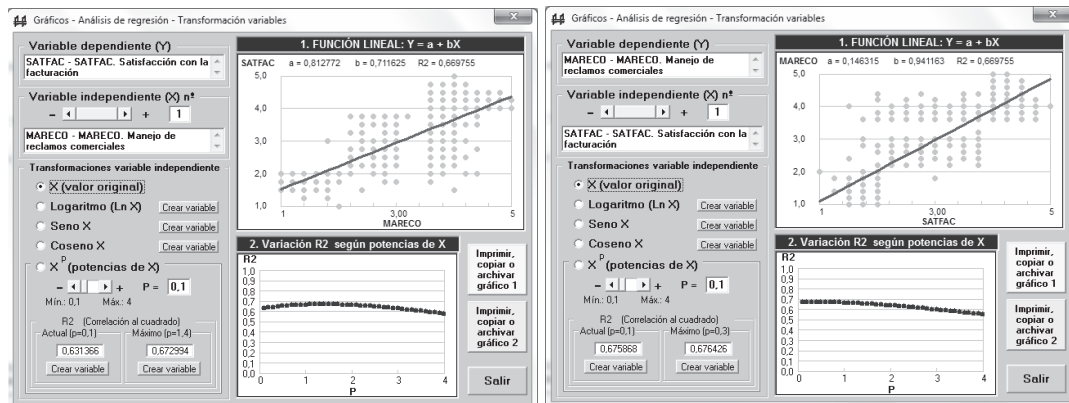 Gráficos - Análisis de regresión - Transformación variables
x
Variable dependiente (Y)
SATFAC - SATFAC. Satisfacción con la
facturación
Variable independiente (X) nº
- + 1
MARECO - MARECO. Manejo de
reclamos comerciales
Transformaciones variable independiente
X (valor original)
Logaritmo (Ln X) Crear variable
Seno X Crear variable
Coseno X Crear variable
X p (potencias de X)
- + P = 0,1
Mín.: 0,1 Máx.: 4
R2 (Correlación al cuadrado)
Actual (p=0,1) Máximo (p=1,4)
0,631366 0,672994
Crear variable Crear variable
1. FUNCIÓN LINEAL: Y = a + bX
SATFAC a = 0,812772 b = 0,711625 R2 = 0,669755
5,0
4,0
3,0
2,0
1,0
1 3,00 5
MARECO
2. Variación R2 según potencias de X
R2
1,0
0,9
0,8
0,7
0,6
0,5
0,4
0,3
0,2
0,1
0,0
0 1 2 3 4
P
Imprimir,
copiar o
archivar
gráfico 1
Imprimir,
copiar o
archivar
gráfico 2
Salir
Gráficos - Análisis de regresión - Transformación variables
x
Variable dependiente (Y)
MARECO - MARECO. Manejo de
reclamos comerciales
Variable independiente (X) nº
- + 1
SATFAC - SATFAC. Satisfacción con la
facturación
Transformaciones variable independiente
X (valor original)
Logaritmo (Ln X) Crear variable
Seno X Crear variable
Coseno X Crear variable
X p (potencias de X)
- + P = 0,1
Mín.: 0,1 Máx.: 4
R2 (Correlación al cuadrado)
Actual (p=0,1) Máximo (p=0,3)
0,675868 0,676426
Crear variable Crear variable
1. FUNCIÓN LINEAL: Y = a + bX
MARECO a = 0,146315 b = 0,941163 R2 = 0,669755
5,0
4,0
3,0
2,0
1,0
1 3,00 5
SATFAC
2. Variación R2 según potencias de X
R2
1,0
0,9
0,8
0,7
0,6
0,5
0,4
0,3
0,2
0,1
0,0
0 1 2 3 4
P
Imprimir,
copiar o
archivar
gráfico 1
Imprimir,
copiar o
archivar
gráfico 2
Salir